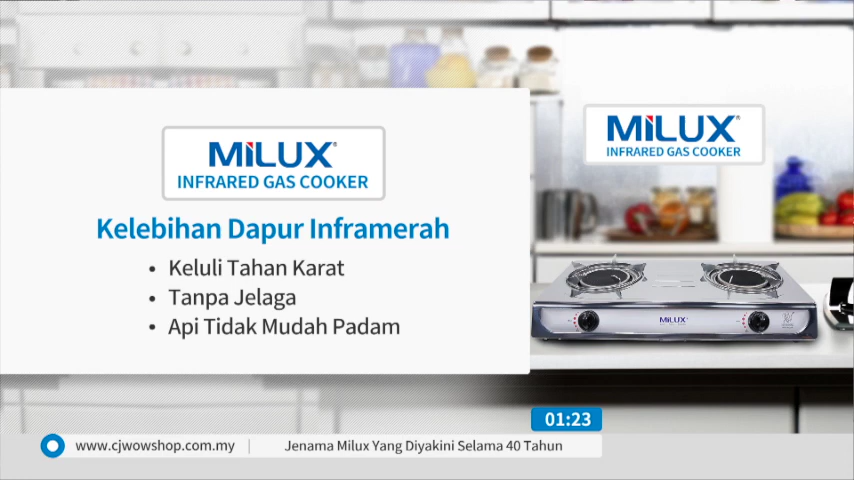 MiLUX®
INFRARED GAS COOKER
Kelebihan Dapur Inframerah
• Keluli Tahan Karat
• Tanpa Jelaga
• Api Tidak Mudah Padam
MiLUX®
INFRARED GAS COOKER
MiLUX
01:23
www.cjwowshop.com.my | Jenama Milux Yang Diyakini Selama 40 Tahun